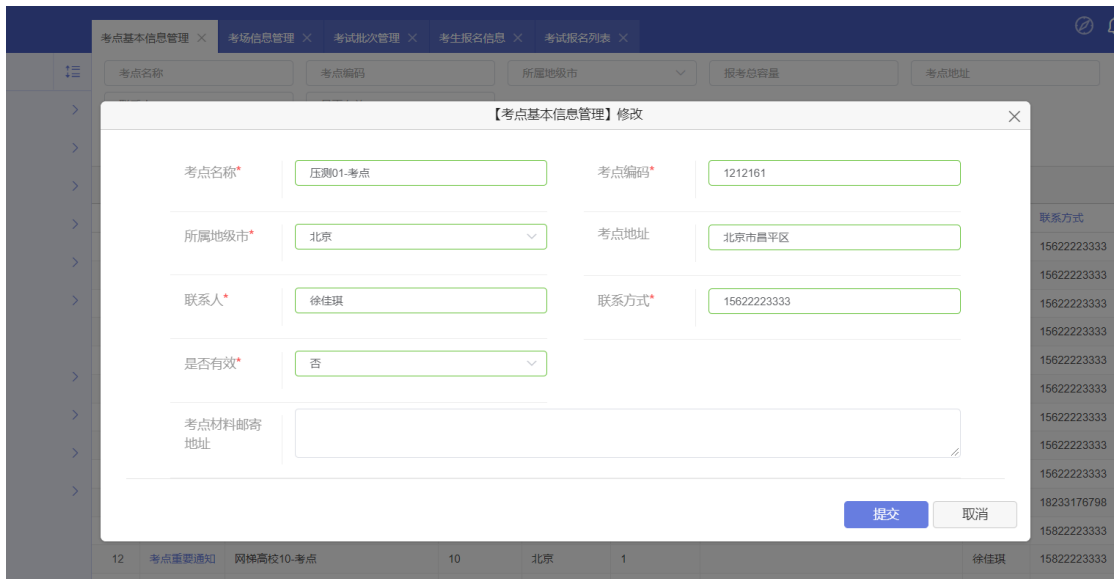 考点基本信息管理 考场信息管理 考试批次管理 考生报名信息 考试报名列表
考点名称 考点编码 所属地级市 报考总容量 考点地址
【考点基本信息管理】修改
考点名称* 压测01-考点 考点编码* 1212161
联系方式
所属地级市* 北京 考点地址 北京市昌平区
15622223333
15622223333
联系人* 徐佳琪 联系方式* 15622223333
15622223333
15622223333
是否有效* 否
15622223333
15622223333
考点材料邮寄
地址
15622223333
15622223333
15622223333
18233176798
提交 取消
15822223333
12 考点重要通知 网梯高校10-考点 10 北京 1 徐佳琪 15822223333